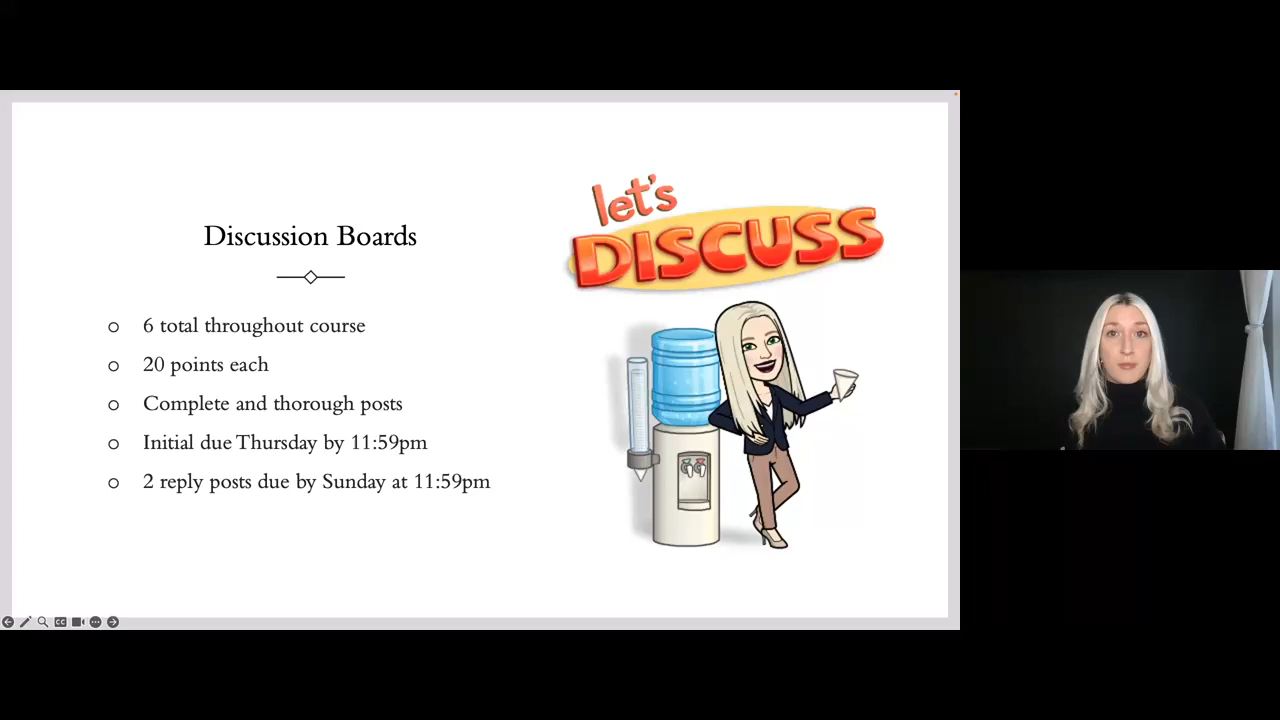 Discussion Boards
6 total throughout course
20 points each
Complete and thorough posts
Initial due Thursday by 11:59pm
2 reply posts due by Sunday at 11:59pm
let's
DISCUSS
CC